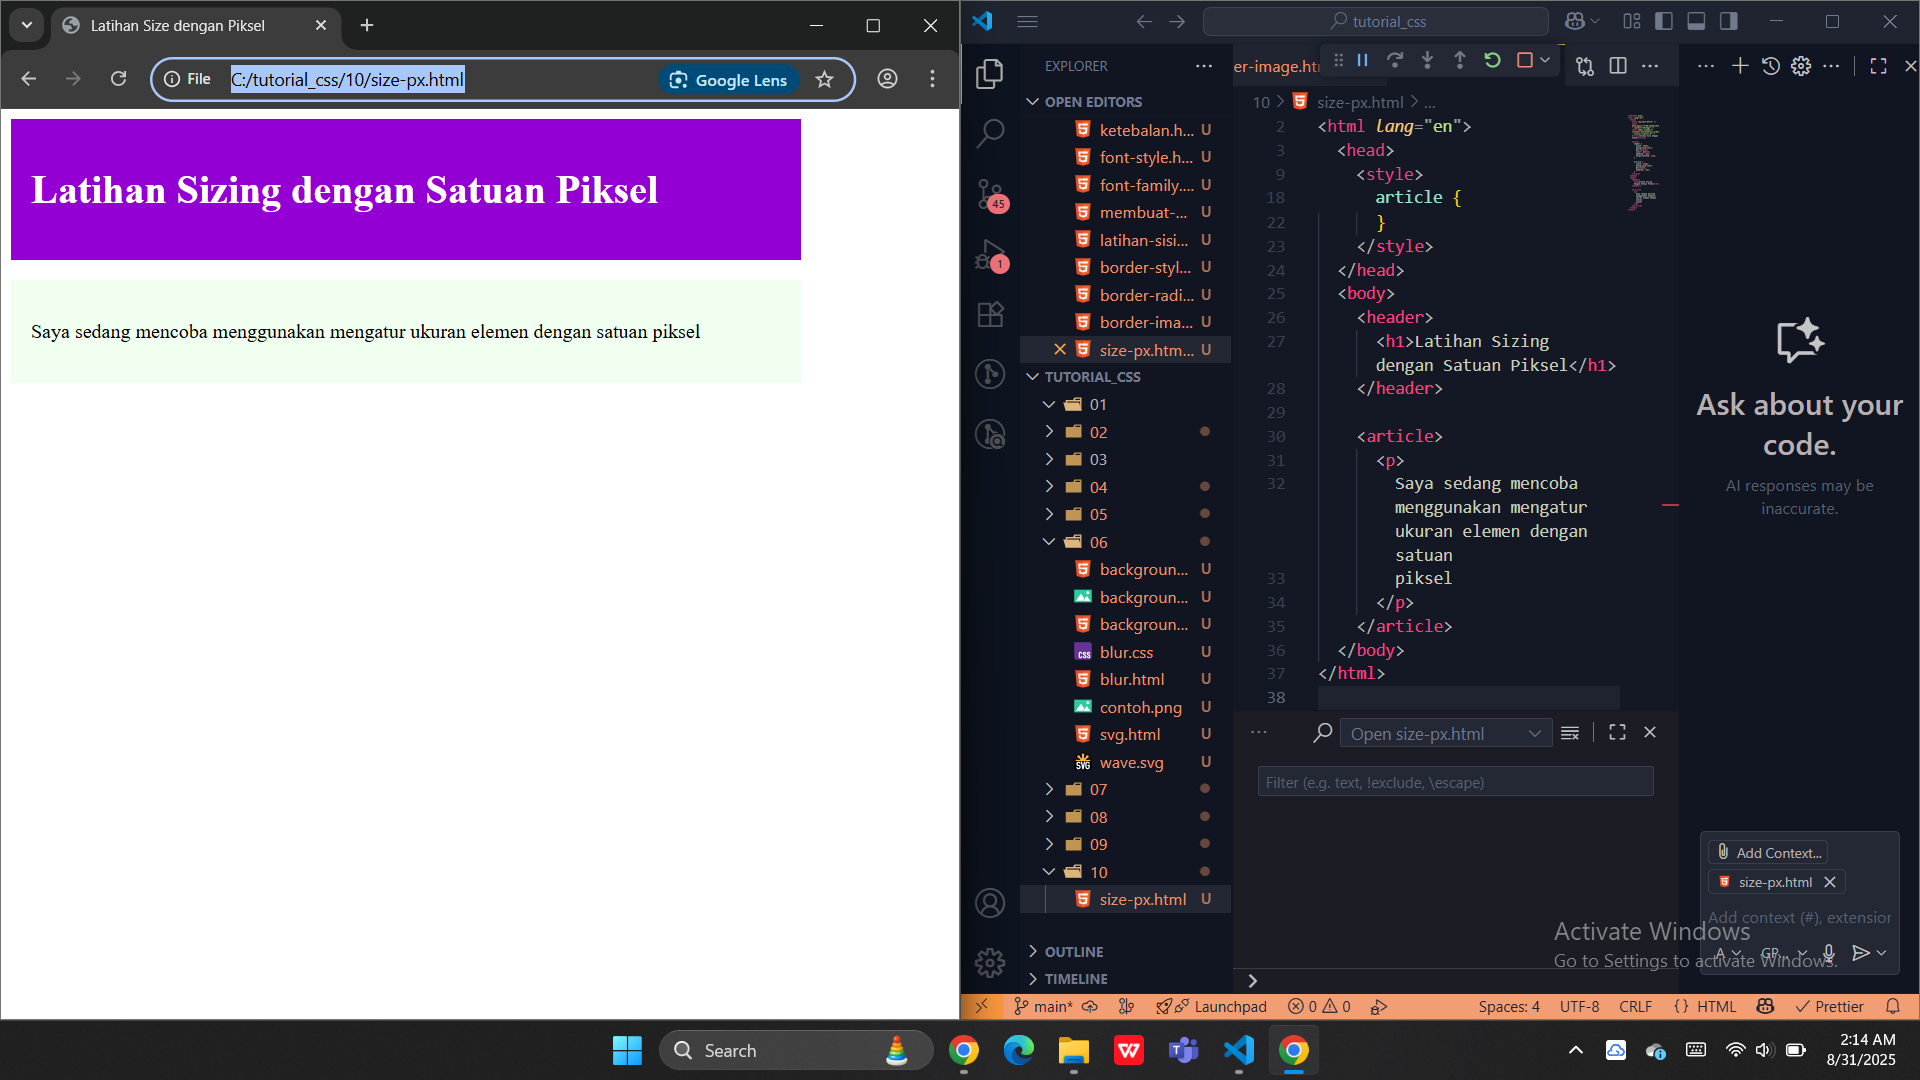 Latihan Size dengan Piksel
File
C:/tutorial_css/10/size-px.html
Google Lens
Latihan Sizing dengan Satuan Piksel
Saya sedang mencoba menggunakan mengatur ukuran elemen dengan satuan piksel
tutorial_css
EXPLORER
OPEN EDITORS
ketebalan.h... U
font-style.h... U
font-family.... U
membuat-... U
latihan-sisi... U
border-styl... U
border-radi... U
border-ima... U
size-px.htm... U
TUTORIAL_CSS
01
02
03
04
05
06
backgroun... U
backgroun... U
backgroun... U
blur.css U
blur.html U
contoh.png U
svg.html U
wave.svg U
07
08
09
10
size-px.html U
OUTLINE
TIMELINE
45
1
er-image.ht
10 > size-px.html > ...
2 <html lang="en">
3 <head>
9 <style>
18 article {
22 }
23 </style>
24 </head>
25 <body>
26 <header>
27 <h1>Latihan Sizing
dengan Satuan Piksel</h1>
28 </header>
29
30 <article>
31 <p>
32 Saya sedang mencoba
menggunakan mengatur
ukuran elemen dengan
satuan
33 piksel
34 </p>
35 </article>
36 </body>
37 </html>
38
Open size-px.html
Filter (e.g. text, !exclude, \escape)
Ask about your
code.
AI responses may be
inaccurate.
Add Context...
size-px.html
Add context (#), extension
A
GP...
Activate Windows
Go to Settings to activate Windows.
main*
Launchpad
0
0
Spaces: 4
UTF-8
CRLF
{} HTML
Prettier
Search
2:14 AM
8/31/2025